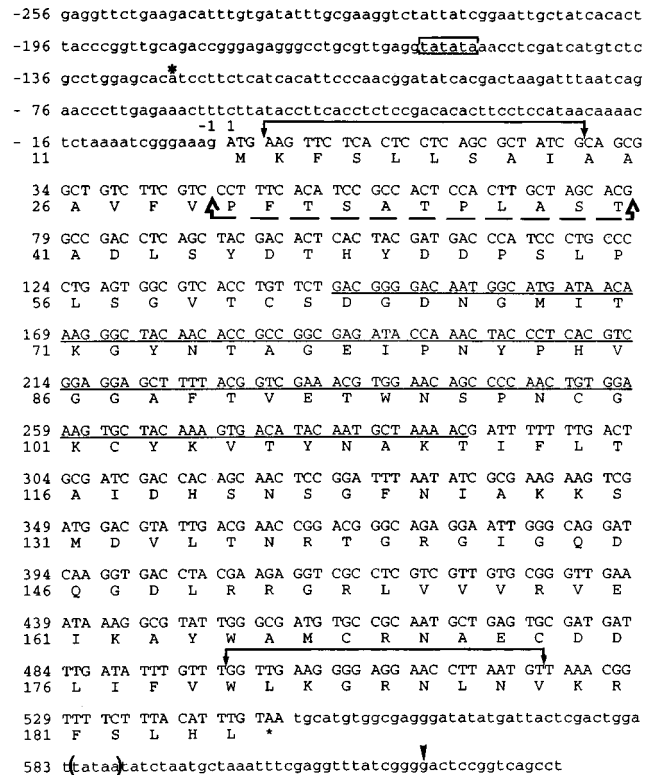 -256 gaggttctgaagacatttgtgatatttgcgaaggtctattatcggaattgctatcacact
-196 tacccggttgcagaccgggagagggcctgcgttgaggtatataaacctcgatcatgtctc
*
-136 gcctggagcacatccttctcatcacattcccaacggatatcacgactaagatttaatcag
- 76 aacccttgagaaactttcttataccttcacctctccgacacacttcctccataacaaaac
-1 1
- 16 tctaaaatcgggaaag ATG AAG TTC TCA CTC GTC AGC GCT ATC GCA GCG
11 M K F S L L S A I A A
34 GCT GTC TTC GTC CCT TTC ACA TCC GCC ACT CCA CTT GCT AGC ACG
26 A V F V P F T S A T P L A S T
79 GCC GAC CTC AGC TAC GAC ACT CAC TAC GAT GAC CCA TCC CTG CCC
41 A D L S Y D T H Y D D P S L P
124 CTG AGT GGC GTC ACC TGT TCT GAC GGG GAC AAT GGC ATG ATA ACA
56 L S G V T C S D G D N G M I T
169 AAG GGC TAC AAC ACC GCC GGC GAG ATA CCA AAC TAC CCT CAC GTC
71 K G Y N T A G E I P N Y P H V
214 GGA GGA GCT TTT ACG GTC GAA ACG TGG AAC AGC CCC AAC TGT GGA
86 G G A F T V E T W N S P N C G
259 AAG TGC TAC AAA GTG ACA TAC AAT GCT AAA ACG ATT TTT TTG ACT
101 K C Y K V T Y N A K T I F L T
304 GCG ATC GAC CAC AGC AAC TCC GGA TTT AAT ATC GCG AAG AAG TCG
116 A I D H S N S G F N I A K K S
349 ATG GAC GTA TTG ACG AAC CGG ACG GGC AGA GGA ATT GGG CAG GAT
131 M D V L T N R T G R G I G Q D
394 CAA GGT GAC CTA CGA AGA GGT CGC CTC GTC GTT GTG CGG GTT GAA
146 Q G D L R R G R L V V V R V E
439 ATA AAG GCG TAT TGG GCG ATG TGC CGC AAT GCT GAG TGC GAT GAT
161 I K A Y W A M C R N A E C D D
484 TTG ATA TTT GTT TGG TTG AAG GGG AGG AAC CTT AAT GTT AAA CGG
176 L I F V W L K G R N L N V K R
529 TTT TCT TTA CAT TTG TAA tgcatgtggcgagggatatatgattactcgactgga
181 F S L H L *
583 t(tataa)tatctaatgctaaatttcgaggtttatcggggactccggtcagcct